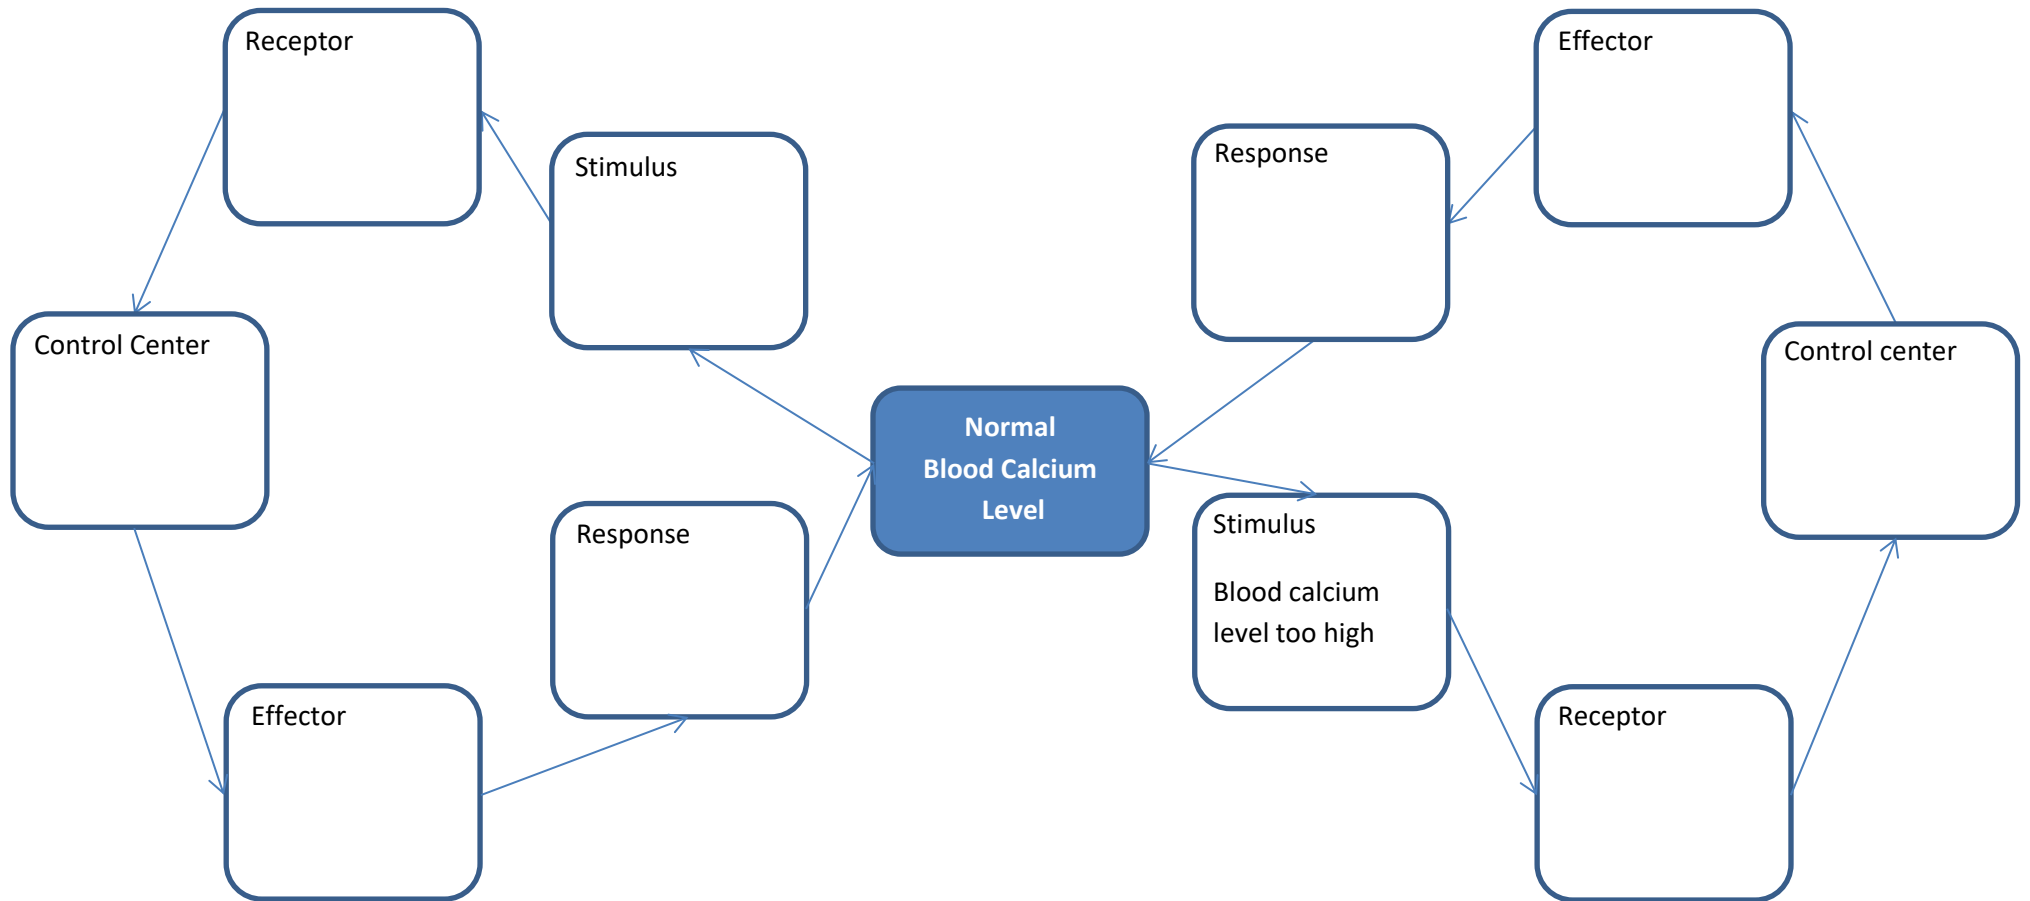 Receptor
Effector
Stimulus
Response
Control Center
Control center
Normal
Blood Calcium
Level
Response
Stimulus
Blood calcium
level too high
Effector
Receptor